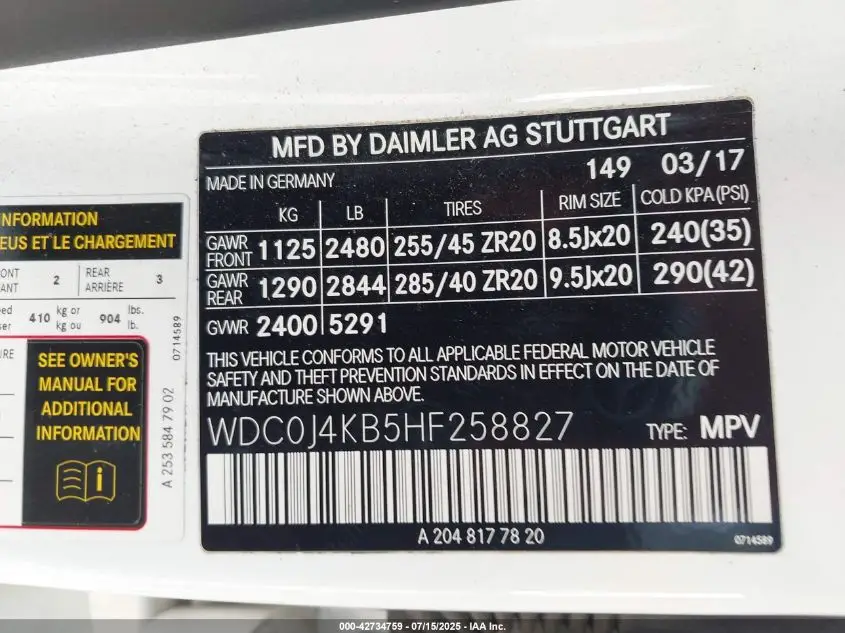 MFD BY DAIMLER AG STUTTGART
MADE IN GERMANY 149 03/17
KG LB TIRES RIM SIZE COLD KPA(PSI)
GAWR FRONT 1125 2480 255/45 ZR20 8.5Jx20 240(35)
GAWR REAR 1290 2844 285/40 ZR20 9.5Jx20 290(42)
GVWR 2400 5291
THIS VEHICLE CONFORMS TO ALL APPLICABLE FEDERAL MOTOR VEHICLE
SAFETY AND THEFT PREVENTION STANDARDS IN EFFECT ON THE DATE OF
MANUFACTURE SHOWN ABOVE.
WDC0J4KB5HF258827 TYPE: MPV
A 204 817 78 20 0714589
NFORMATION
EUS ET LE CHARGEMENT
ONT 2 REAR 3
ANT ARRIÈRE
410 kg or 904 lbs.
kg ou lb.
SEE OWNER'S
MANUAL FOR
ADDITIONAL
INFORMATION
i
A 253 584 79 02
0714589
000-42734759 - 07/15/2025 - IAA Inc.